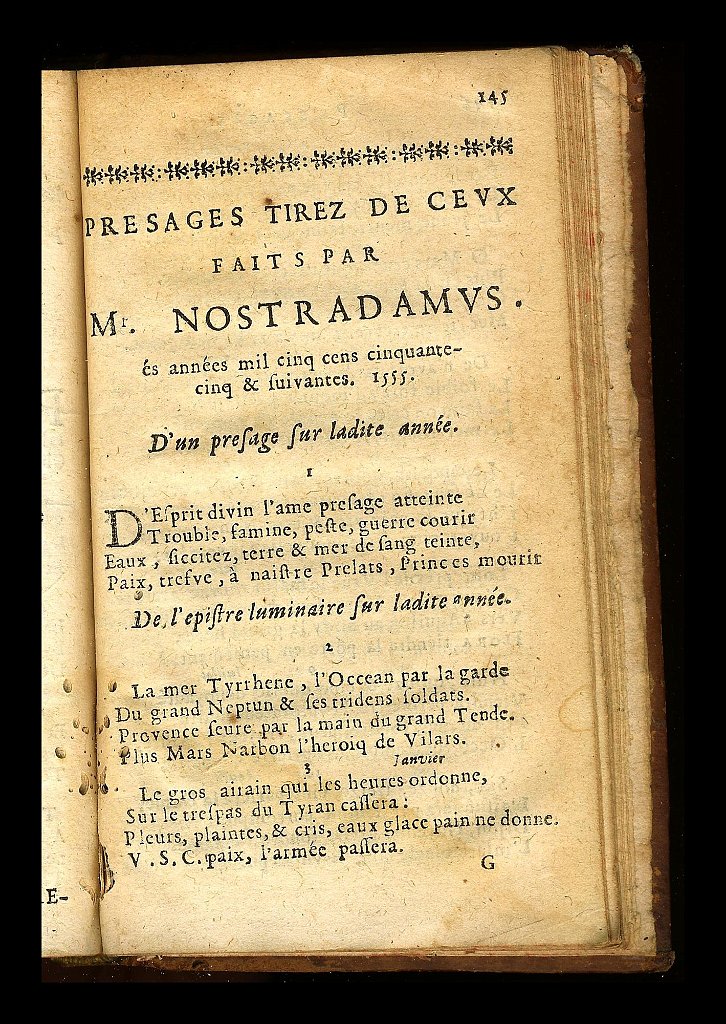 145
PRESAGES TIREZ DE CEVX
FAITS PAR
Mr. NOSTRADAMVS.
és années mil cinq cens cinquante-
cinq & ſuivantes. 1555.
D'un preſage ſur ladite année.
1
D'Eſprit divin l'ame preſage atteinte
Trouble, famine, peſte, guerre courir
Eaux, ſiccitez, terre & mer de ſang teinte,
Paix, treſve, à naiſtre Prelats, Princes mourir
De l'epiſtre luminaire ſur ladite année.
2
La mer Tyrrhene, l'Occean par la garde
Du grand Neptun & ſes tridens ſoldats.
Provence ſeure par la main du grand Tende.
Plus Mars Narbon l'heroiq de Vilars.
3 Janvier
Le gros airain qui les heures ordonne,
Sur le treſpas du Tyran caſſera:
Pleurs, plaintes, & cris, eaux glace pain ne donne.
V. S. C. paix, l'armée paſſera.
G
E-